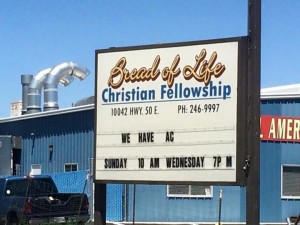 Bread of Life
Christian Fellowship
10042 HWY. 50 E. PH: 246-9997
WE HAVE AC
SUNDAY 10 AM WEDNESDAY 7P M
L AMER